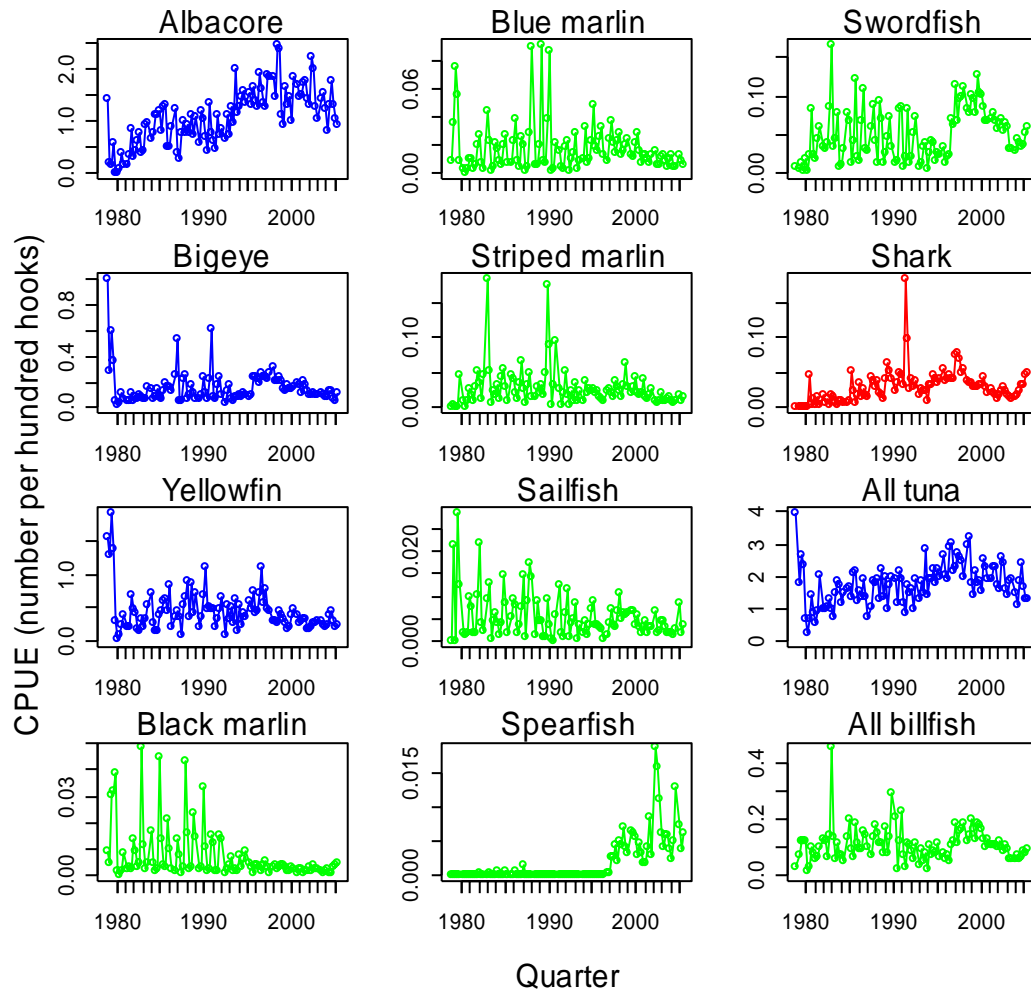 Albacore
Blue marlin
Swordfish
0.0 1.0 2.0
0.00 0.06
0.00 0.10
1980 1990 2000
1980 1990 2000
1980 1990 2000
Bigeye
Striped marlin
Shark
0.0 0.4 0.8
0.00 0.10
0.00 0.10
1980 1990 2000
1980 1990 2000
1980 1990 2000
Yellowfin
Sailfish
All tuna
0.0 1.0
0.000 0.020
0 1 2 3 4
1980 1990 2000
1980 1990 2000
1980 1990 2000
Black marlin
Spearfish
All billfish
0.00 0.03
0.000 0.015
0.0 0.2 0.4
1980 1990 2000
1980 1990 2000
1980 1990 2000
CPUE (number per hundred hooks)
Quarter